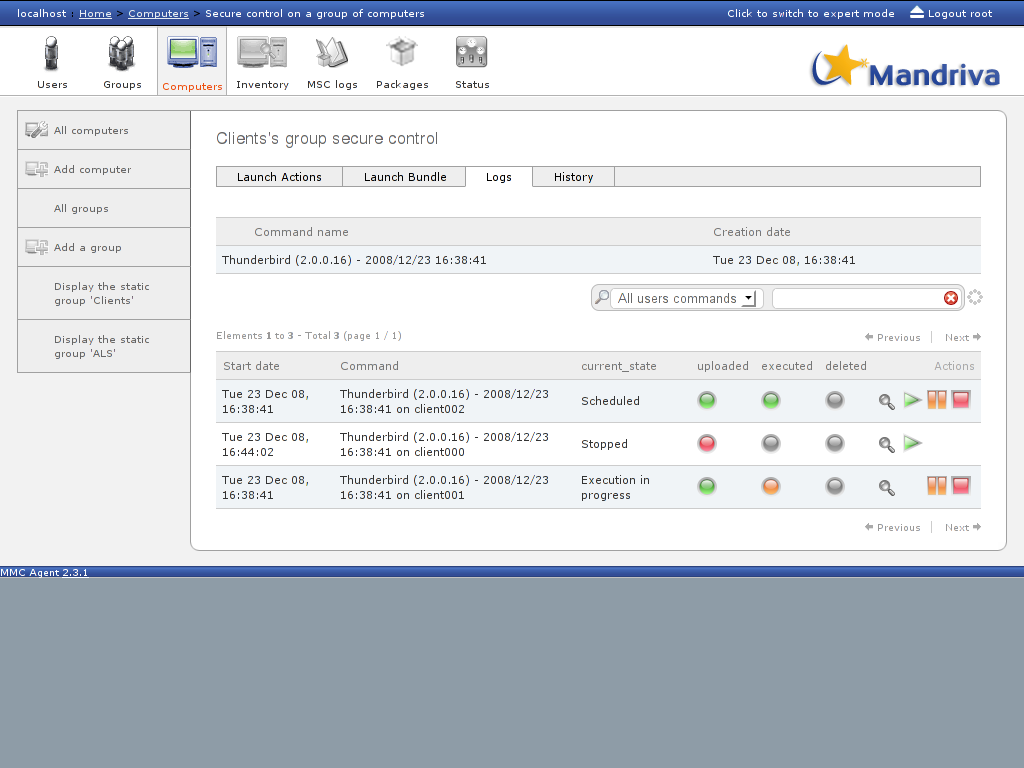 localhost : Home > Computers > Secure control on a group of computers
Click to switch to expert mode
Logout root
Users
Groups
Computers
Inventory
MSC logs
Packages
Status
Mandriva
All computers
Add computer
All groups
Add a group
Display the static
group 'Clients'
Display the static
group 'ALS'
Clients's group secure control
Launch Actions
Launch Bundle
Logs
History
Command name
Creation date
Thunderbird (2.0.0.16) - 2008/12/23 16:38:41
Tue 23 Dec 08, 16:38:41
All users commands
Elements 1 to 3 - Total 3 (page 1 / 1)
Previous
Next
Start date
Command
current_state
uploaded
executed
deleted
Actions
Tue 23 Dec 08,
16:38:41
Thunderbird (2.0.0.16) - 2008/12/23
16:38:41 on client002
Scheduled
Tue 23 Dec 08,
16:44:02
Thunderbird (2.0.0.16) - 2008/12/23
16:38:41 on client000
Stopped
Tue 23 Dec 08,
16:38:41
Thunderbird (2.0.0.16) - 2008/12/23
16:38:41 on client001
Execution in
progress
Previous
Next
MMC Agent 2.3.1